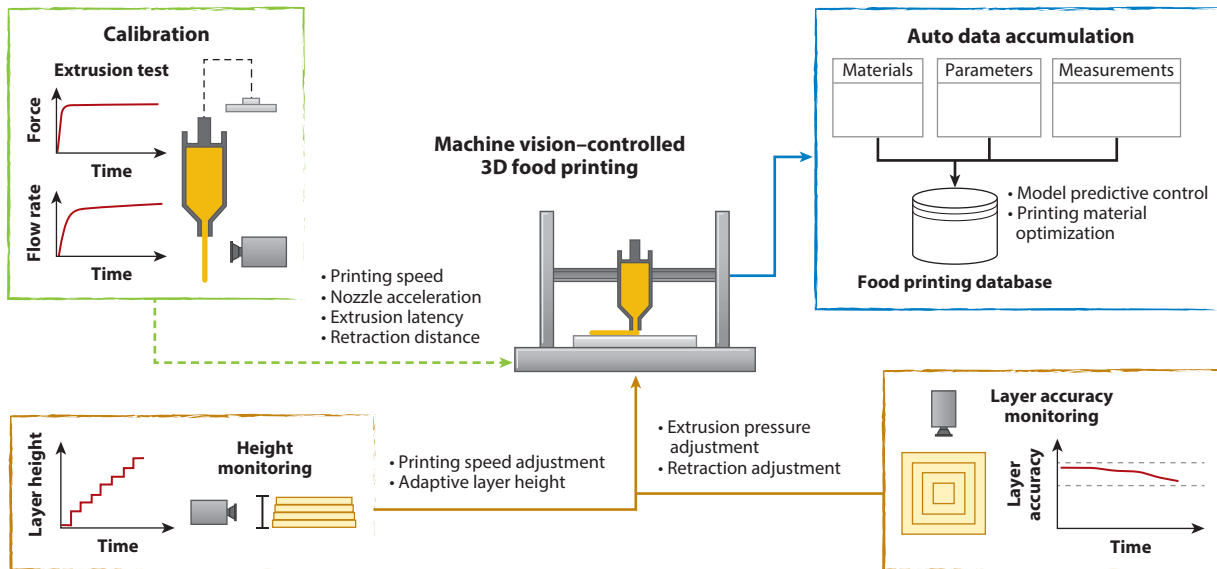 Calibration
Extrusion test
Force
Time
Flow rate
Time
Machine vision–controlled
3D food printing
• Printing speed
• Nozzle acceleration
• Extrusion latency
• Retraction distance
Auto data accumulation
Materials
Parameters
Measurements
• Model predictive control
• Printing material
optimization
Food printing database
Height
monitoring
Layer height
Time
• Printing speed adjustment
• Adaptive layer height
• Extrusion pressure
adjustment
• Retraction adjustment
Layer accuracy
monitoring
Layer
accuracy
Time